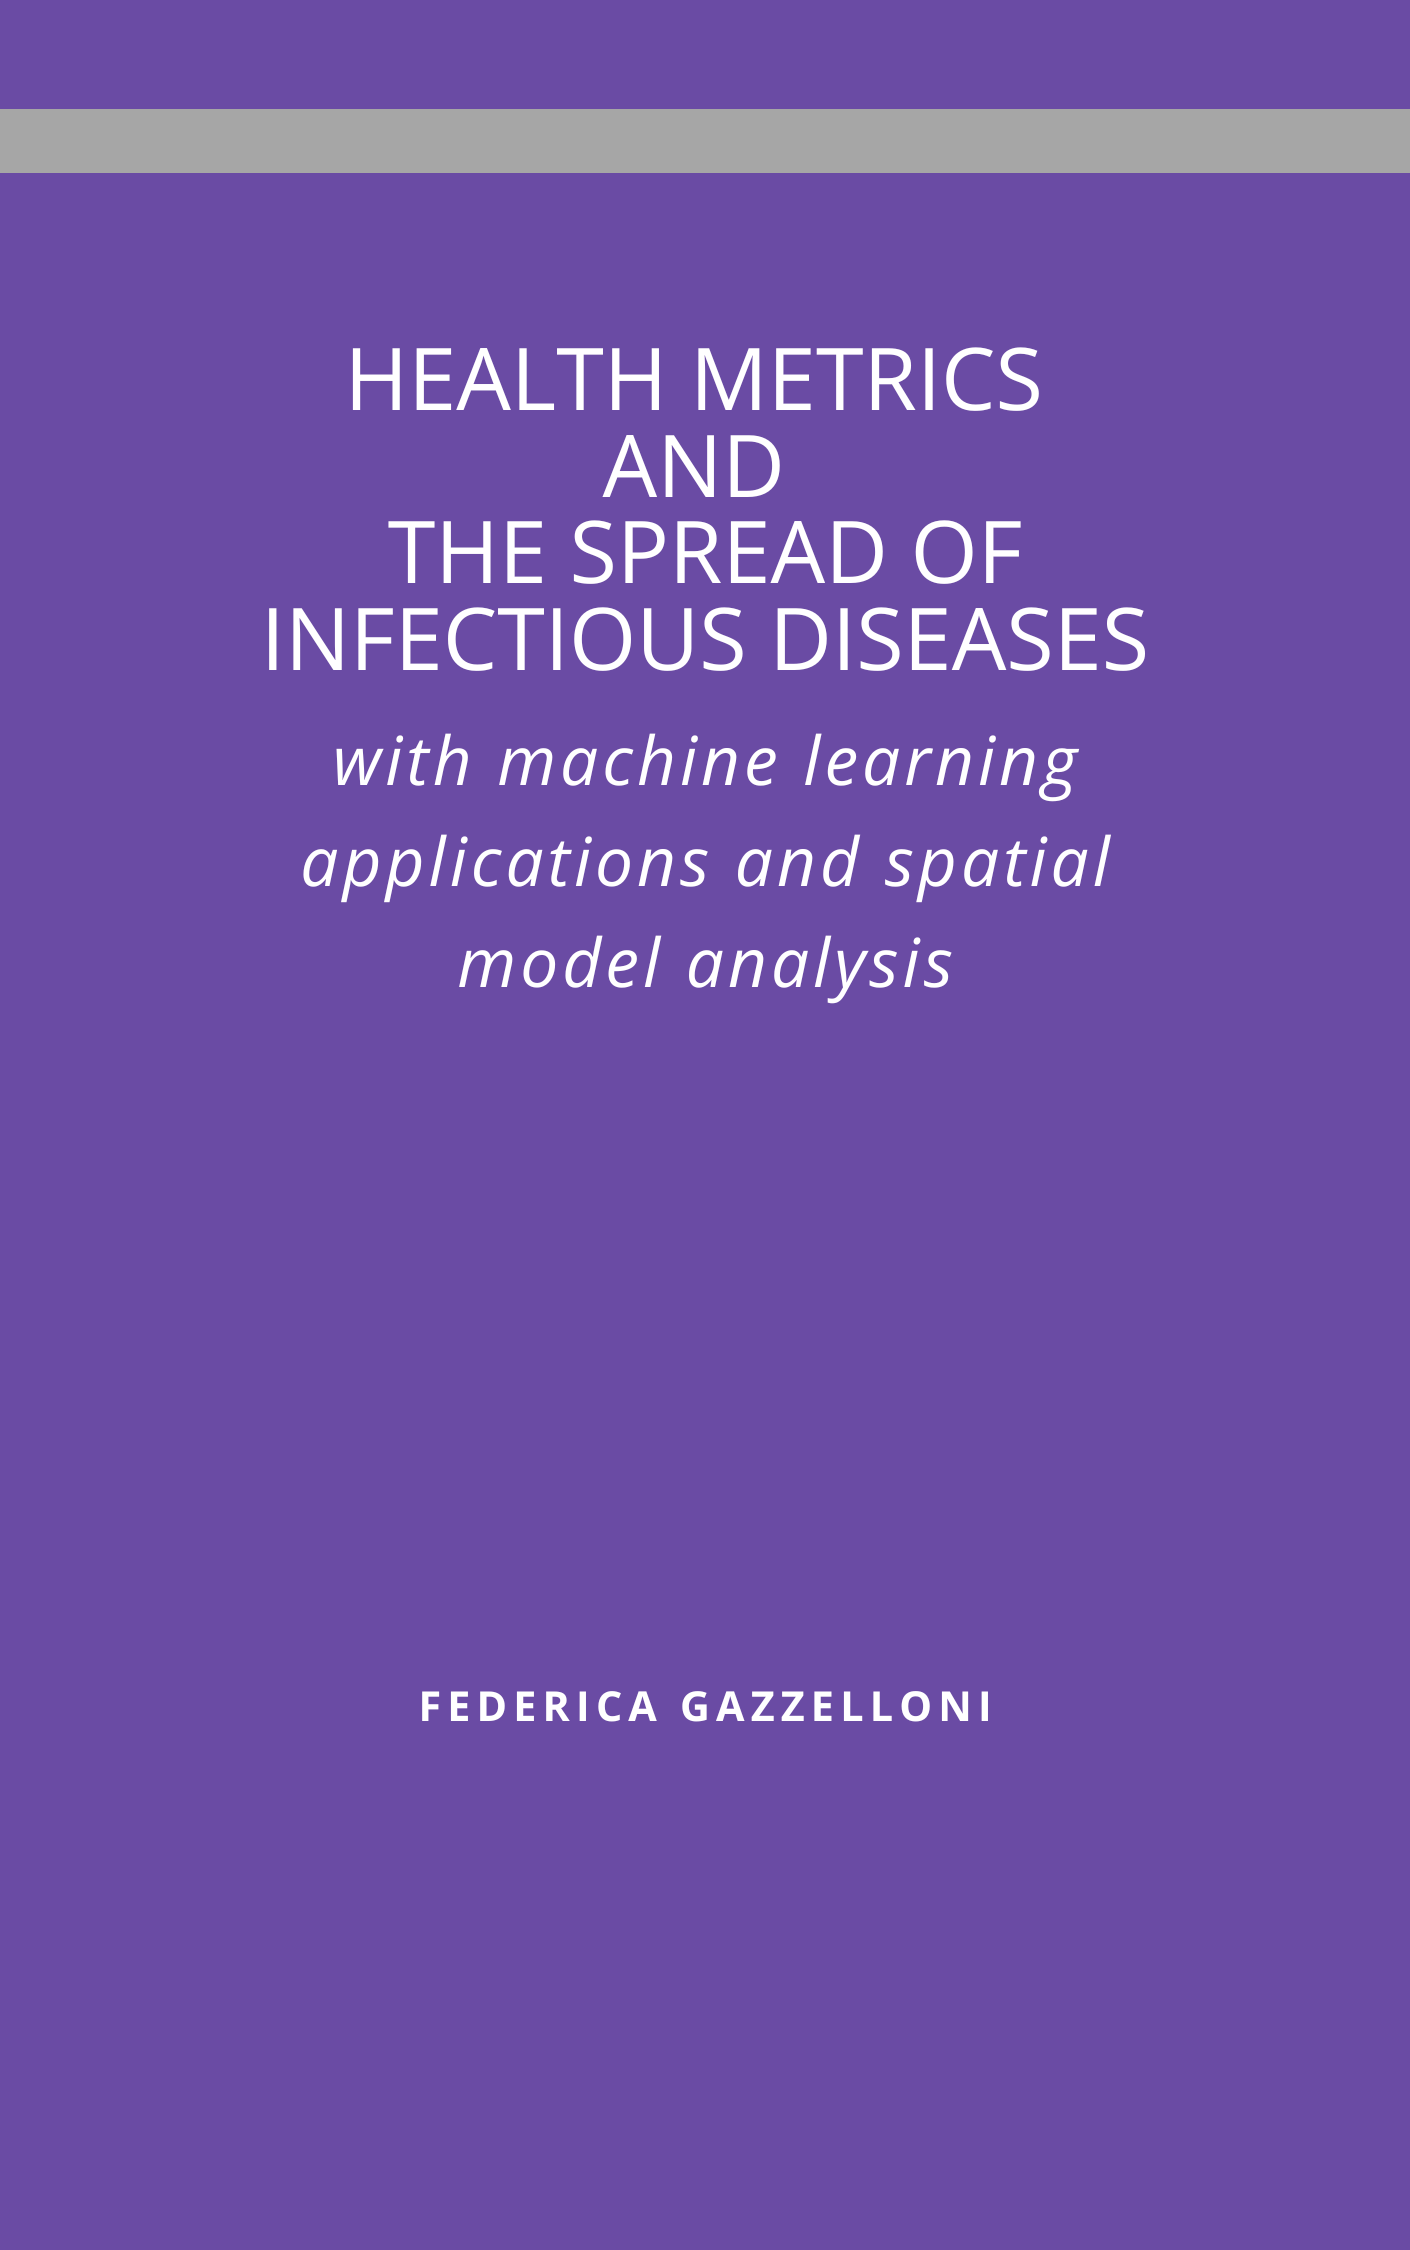 HEALTH METRICS
AND
THE SPREAD OF
INFECTIOUS DISEASES
with machine learning
applications and spatial
model analysis
FEDERICA GAZZELLONI